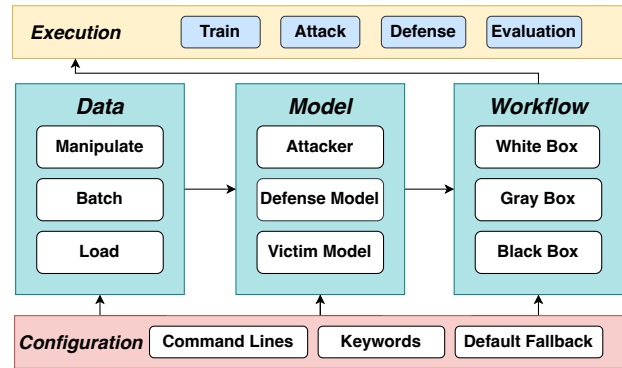 Execution Train Attack Defense Evaluation
Data Model Workflow
Manipulate Attacker White Box
Batch Defense Model Gray Box
Load Victim Model Black Box
Configuration Command Lines Keywords Default Fallback